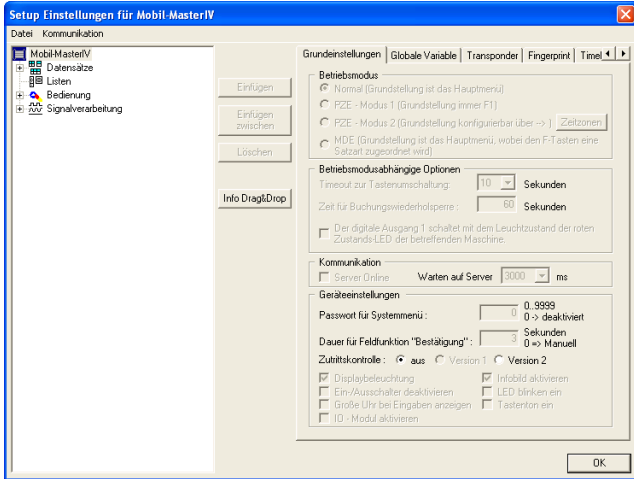 Setup Einstellungen für Mobil-MasterIV
Datei Kommunikation
Mobil-MasterIV
Datensätze
Listen
Bedienung
Signalverarbeitung
Einfügen
Einfügen
zwischen
Löschen
Info Drag&Drop
Grundeinstellungen Globale Variable Transponder Fingerprint Timel
Betriebsmodus
Normal (Grundstellung ist das Hauptmenü)
PZE - Modus 1 (Grundstellung immer F1)
PZE - Modus 2 (Grundstellung konfigurierbar über --> ) Zeitzonen
MDE (Grundstellung ist das Hauptmenü, wobei den F-Tasten eine
Satzart zugeordnet wird)
Betriebsmodusabhängige Optionen
Timeout zur Tastenumschaltung: 10 Sekunden
Zeit für Buchungswiederholsperre : 60 Sekunden
Der digitale Ausgang 1 schaltet mit dem Leuchtzustand der roten
Zustands-LED der betreffenden Maschine.
Kommunikation
Server Online Warten auf Server 3000 ms
Geräteeinstellungen
Passwort für Systemmenü : 0 0..9999
0 -> deaktiviert
Dauer für Feldfunktion "Bestätigung" : 3 Sekunden
0 => Manuell
Zutrittskontrolle : aus Version 1 Version 2
Displaybeleuchtung Infobild aktivieren
Ein-/Ausschalter deaktivieren LED blinken ein
Große Uhr bei Eingaben anzeigen Tastenton ein
IO - Modul aktivieren
OK